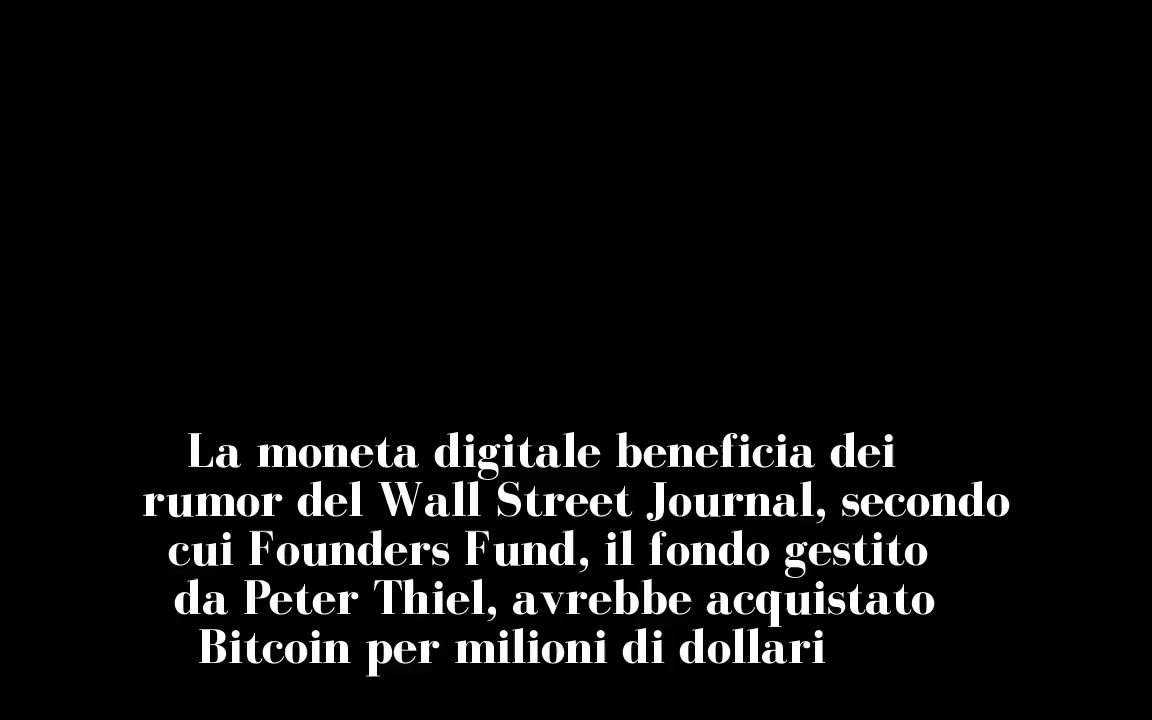 La moneta digitale beneficia dei
rumor del Wall Street Journal, secondo
cui Founders Fund, il fondo gestito
da Peter Thiel, avrebbe acquistato
Bitcoin per milioni di dollari